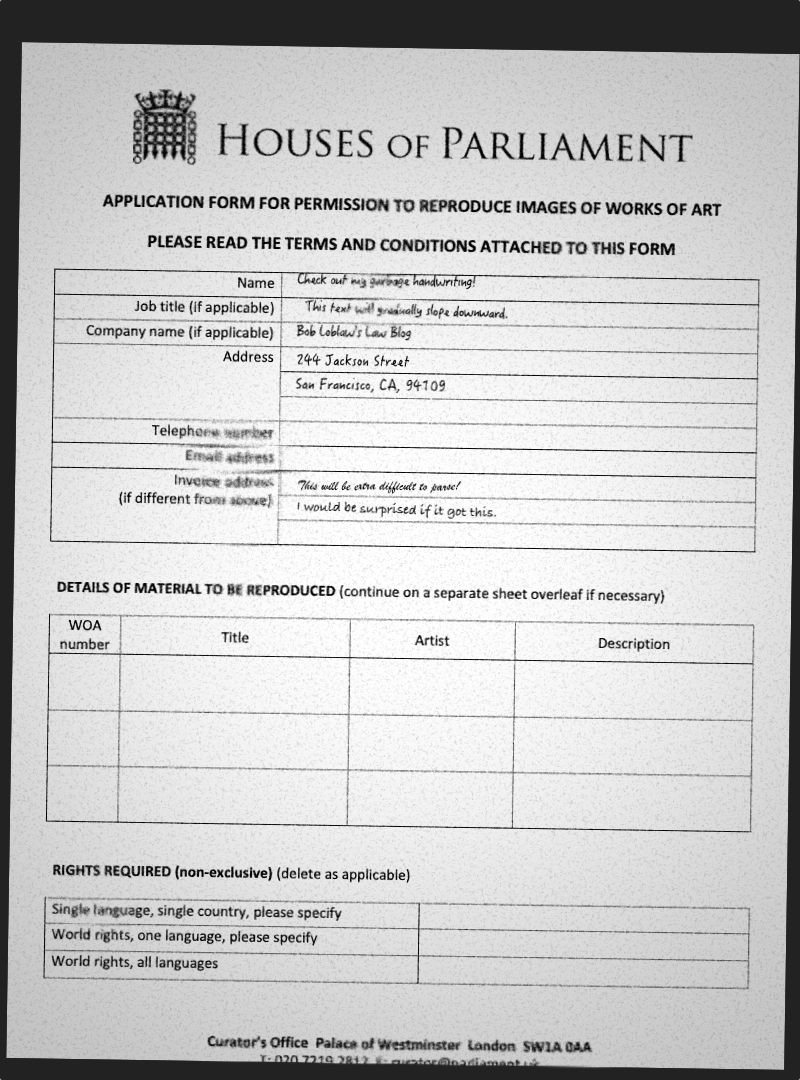 HOUSES OF PARLIAMENT
APPLICATION FORM FOR PERMISSION TO REPRODUCE IMAGES OF WORKS OF ART
PLEASE READ THE TERMS AND CONDITIONS ATTACHED TO THIS FORM
Name Check out my garbage handwriting!
Job title (if applicable) This text will gradually slope downward.
Company name (if applicable) Bob Loblaw's Law Blog
Address 244 Jackson Street
San Francisco, CA, 94109
Telephone number
Email address
Invoice address This will be extra difficult to parse!
(if different from above) I would be surprised if it got this.
DETAILS OF MATERIAL TO BE REPRODUCED (continue on a separate sheet overleaf if necessary)
WOA number Title Artist Description
RIGHTS REQUIRED (non-exclusive) (delete as applicable)
Single language, single country, please specify
World rights, one language, please specify
World rights, all languages
Curator's Office Palace of Westminster London SW1A 0AA
T: 020 7219 2812 E: curator@parliament.uk